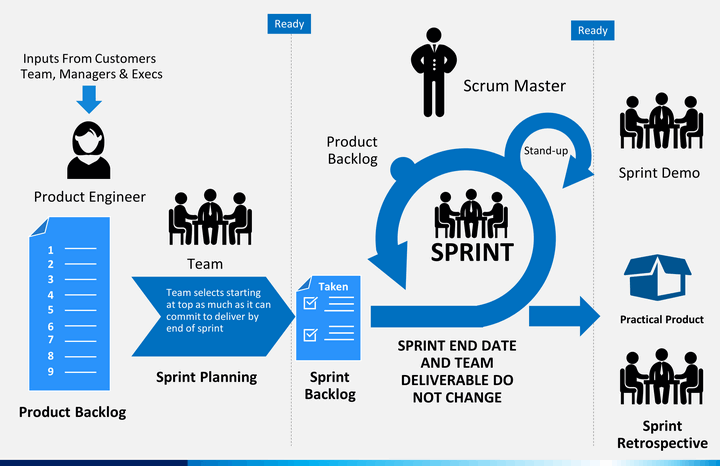 Ready
Ready
Inputs From Customers
Team, Managers & Execs
Product Engineer
1
2
3
4
5
6
7
8
9
Product Backlog
Team
Team selects starting
at top as much as it can
commit to deliver by
end of sprint
Sprint Planning
Taken
Sprint
Backlog
Scrum Master
Product
Backlog
Stand-up
SPRINT
SPRINT END DATE
AND TEAM
DELIVERABLE DO
NOT CHANGE
Sprint Demo
Practical Product
Sprint
Retrospective